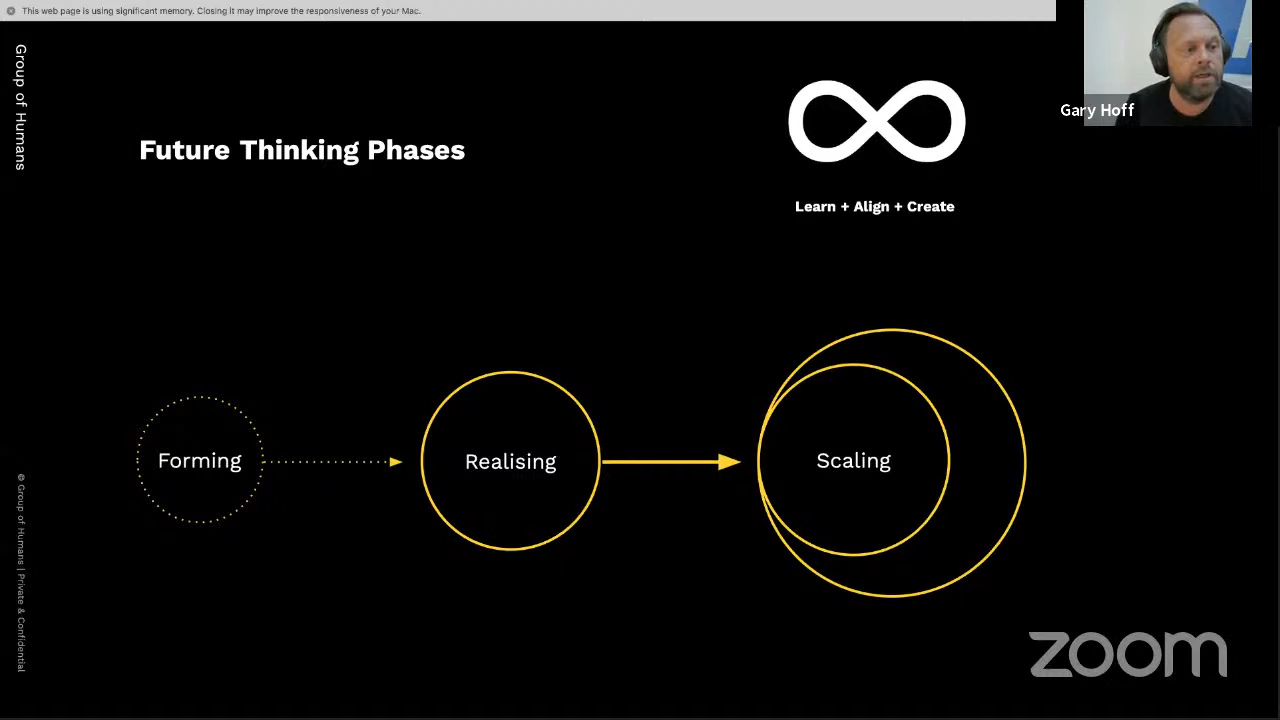 This web page is using significant memory. Closing it may improve the responsiveness of your Mac.
Group of Humans
Gary Hoff
Future Thinking Phases
Learn + Align + Create
Forming
Realising
Scaling
© Group of Humans | Private & Confidential
zoom